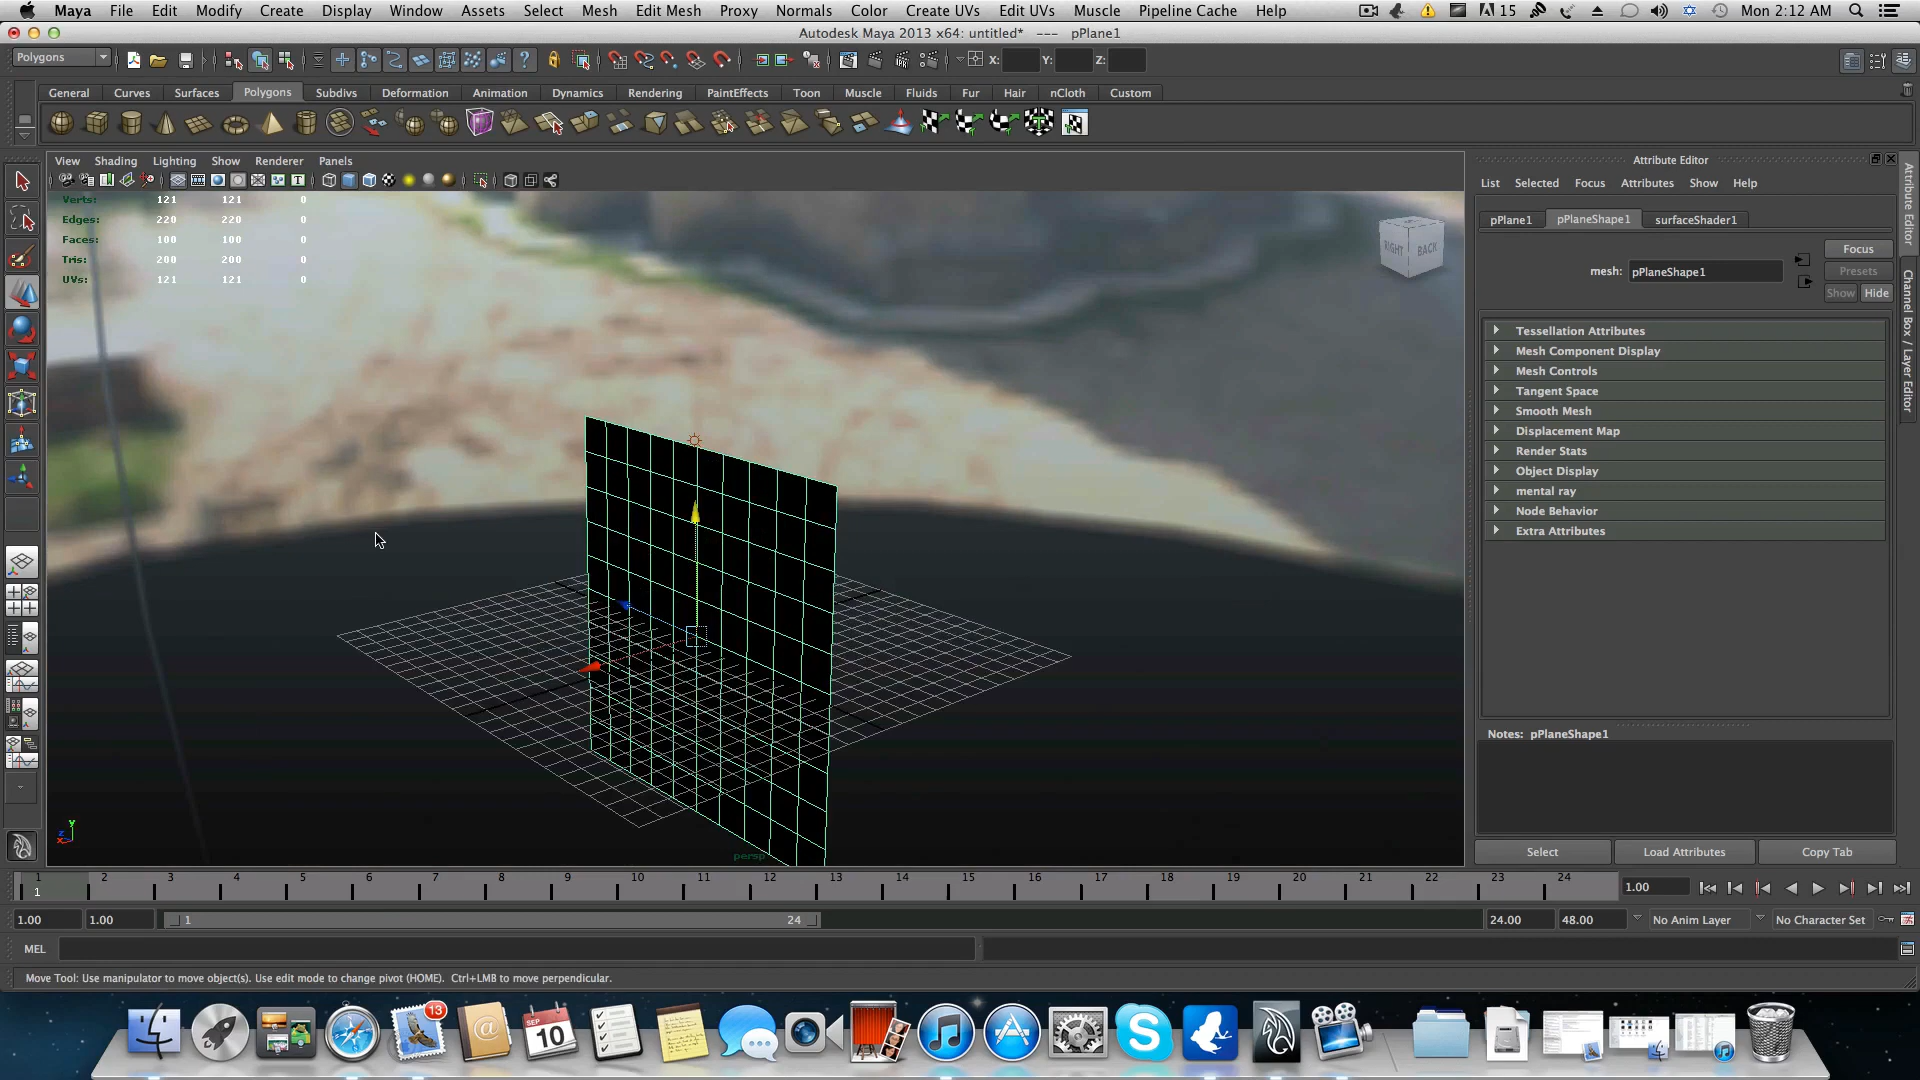 Maya File Edit Modify Create Display Window Assets Select Mesh Edit Mesh Proxy Normals Color Create UVs Edit UVs Muscle Pipeline Cache Help 15 Mon 2:12 AM
Autodesk Maya 2013 x64: untitled* --- pPlane1
Polygons X: Y: Z:
General Curves Surfaces Polygons Subdivs Deformation Animation Dynamics Rendering PaintEffects Toon Muscle Fluids Fur Hair nCloth Custom
View Shading Lighting Show Renderer Panels
Verts: 121 121 0
Edges: 220 220 0
Faces: 100 100 0
Tris: 200 200 0
UVs: 121 121 0
RIGHT BACK
persp
Attribute Editor
List Selected Focus Attributes Show Help
pPlane1 pPlaneShape1 surfaceShader1
Focus
mesh: pPlaneShape1
Presets
Show Hide
Tessellation Attributes
Mesh Component Display
Mesh Controls
Tangent Space
Smooth Mesh
Displacement Map
Render Stats
Object Display
mental ray
Node Behavior
Extra Attributes
Notes: pPlaneShape1
Select Load Attributes Copy Tab
Attribute Editor
Channel Box / Layer Editor
1 2 3 4 5 6 7 8 9 10 11 12 13 14 15 16 17 18 19 20 21 22 23 24
1
1.00
1.00 1.00 1 24 24.00 48.00 No Anim Layer No Character Set
MEL
Move Tool: Use manipulator to move object(s). Use edit mode to change pivot (HOME). Ctrl+LMB to move perpendicular.
13
SEP
10